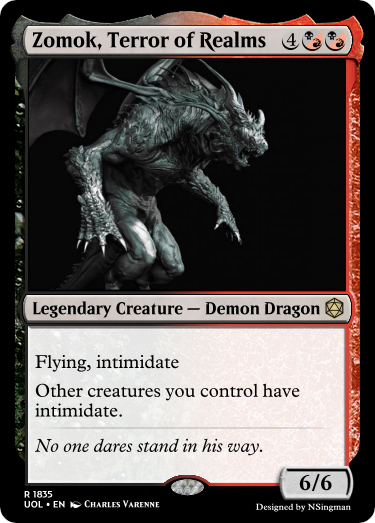 Zomok, Terror of Realms 4
Legendary Creature — Demon Dragon
Flying, intimidate
Other creatures you control have
intimidate.
No one dares stand in his way.
6/6
R 1835
UOL • EN CHARLES VARENNE
Designed by NSingman